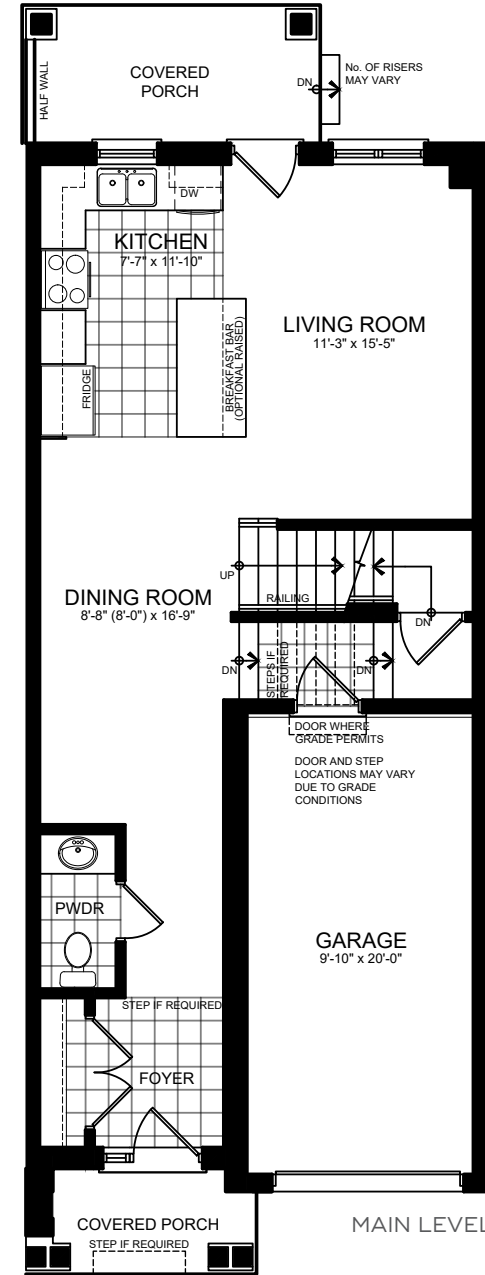 COVERED
PORCH
HALF WALL
DN
No. OF RISERS
MAY VARY
DW
KITCHEN
7'-7" x 11'-10"
LIVING ROOM
11'-3" x 15'-5"
BREAKFAST BAR
(OPTIONAL RAISED)
FRIDGE
UP
RAILING
DINING ROOM
8'-8" (8'-0") x 16'-9"
DN
DN
STEPS IF
REQUIRED
DN
DOOR WHERE
GRADE PERMITS
DOOR AND STEP
LOCATIONS MAY VARY
DUE TO GRADE
CONDITIONS
PWDR
GARAGE
9'-10" x 20'-0"
STEP IF REQUIRED
FOYER
COVERED PORCH
STEP IF REQUIRED
MAIN LEVEL